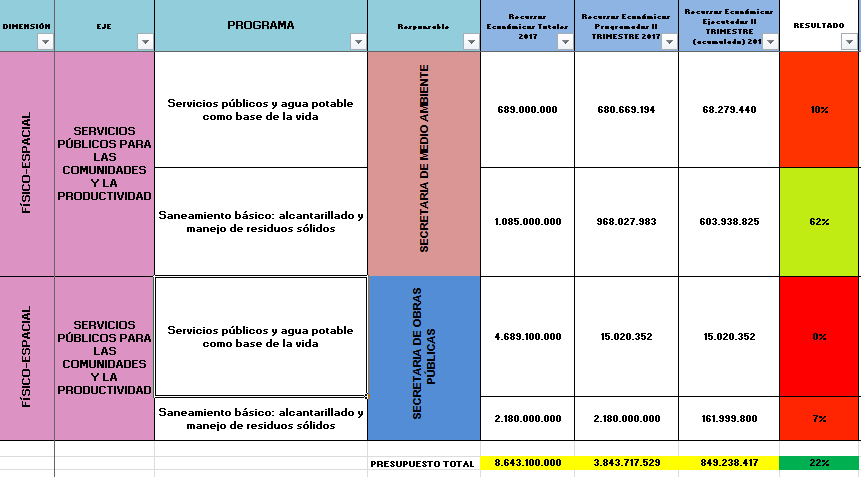 DIMENSIÓN
EJE
PROGRAMA
Responsable
Recursos
Económicos Totales
2017
Recursos Económicos
Programados II
TRIMESTRE 2017
Recursos Económicos
Ejecutados II
TRIMESTRE
(acumulado) 201
RESULTADO
FÍSICO-ESPACIAL
SERVICIOS
PÚBLICOS PARA
LAS
COMUNIDADES
Y LA
PRODUCTIVIDAD
Servicios públicos y agua potable
como base de la vida
SECRETARIA DE MEDIO AMBIENTE
689.000.000
680.669.194
68.279.440
10%
Saneamiento básico: alcantarillado y
manejo de residuos sólidos
1.085.000.000
968.027.983
603.938.825
62%
FÍSICO-ESPACIAL
SERVICIOS
PÚBLICOS PARA
LAS
COMUNIDADES
Y LA
PRODUCTIVIDAD
Servicios públicos y agua potable
como base de la vida
SECRETARIA DE OBRAS
PÚBLICAS
4.689.100.000
15.020.352
15.020.352
0%
Saneamiento básico: alcantarillado y
manejo de residuos sólidos
2.180.000.000
2.180.000.000
161.999.800
7%
PRESUPUESTO TOTAL
8.643.100.000
3.843.717.529
849.238.417
22%